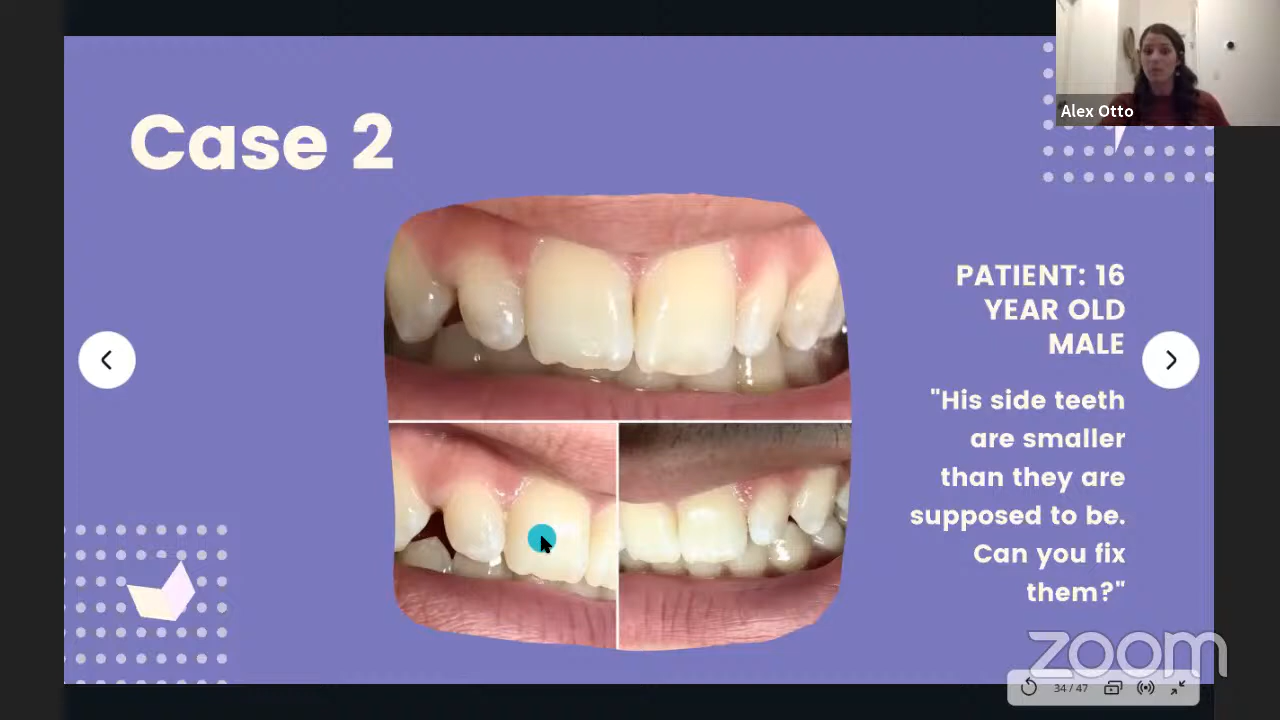 Alex Otto
Case 2
PATIENT: 16
YEAR OLD
MALE
"His side teeth
are smaller
than they are
supposed to be.
Can you fix
them?"
zoom
34 / 47